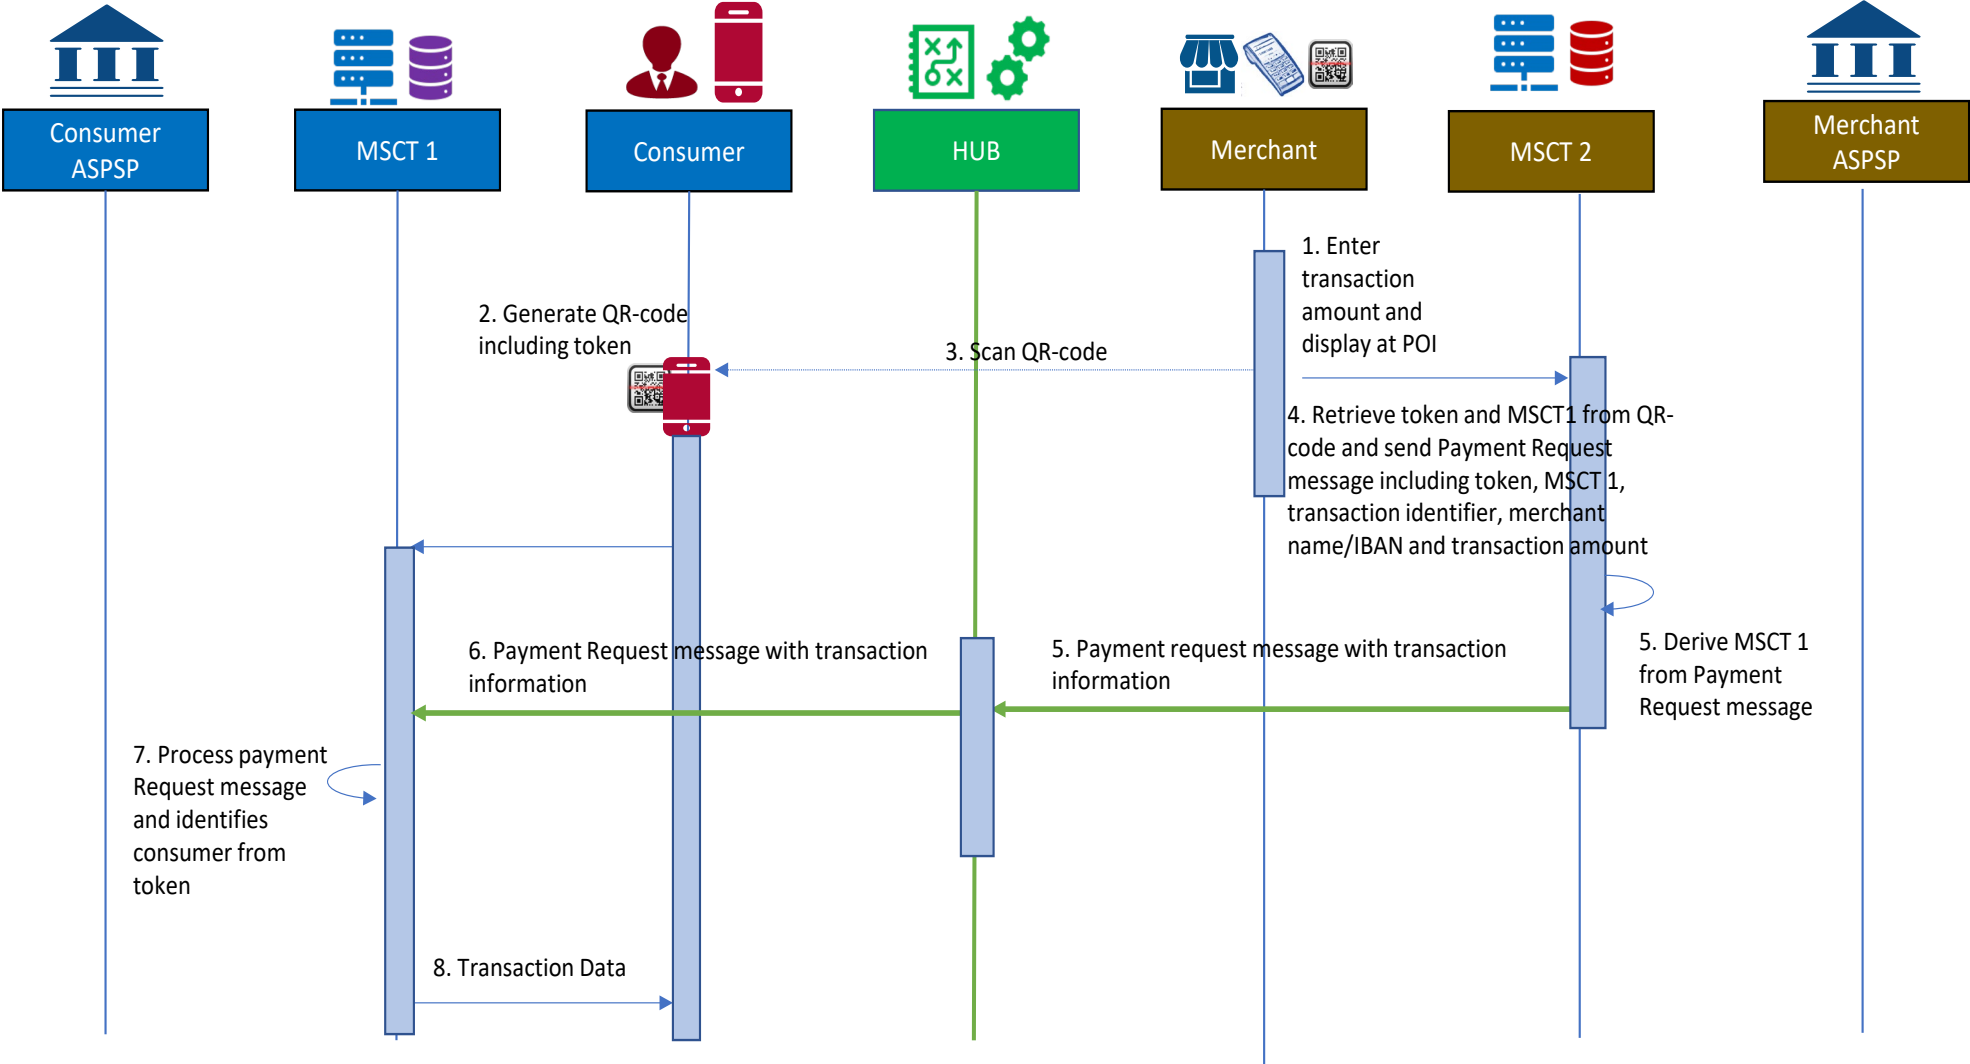 Consumer
ASPSP
MSCT 1
Consumer
HUB
Merchant
MSCT 2
Merchant
ASPSP
1. Enter
transaction
amount and
display at POI
2. Generate QR-code
including token
3. Scan QR-code
4. Retrieve token and MSCT1 from QR-
code and send Payment Request
message including token, MSCT 1,
transaction identifier, merchant
name/IBAN and transaction amount
5. Derive MSCT 1
from Payment
Request message
5. Payment request message with transaction
information
6. Payment Request message with transaction
information
7. Process payment
Request message
and identifies
consumer from
token
8. Transaction Data